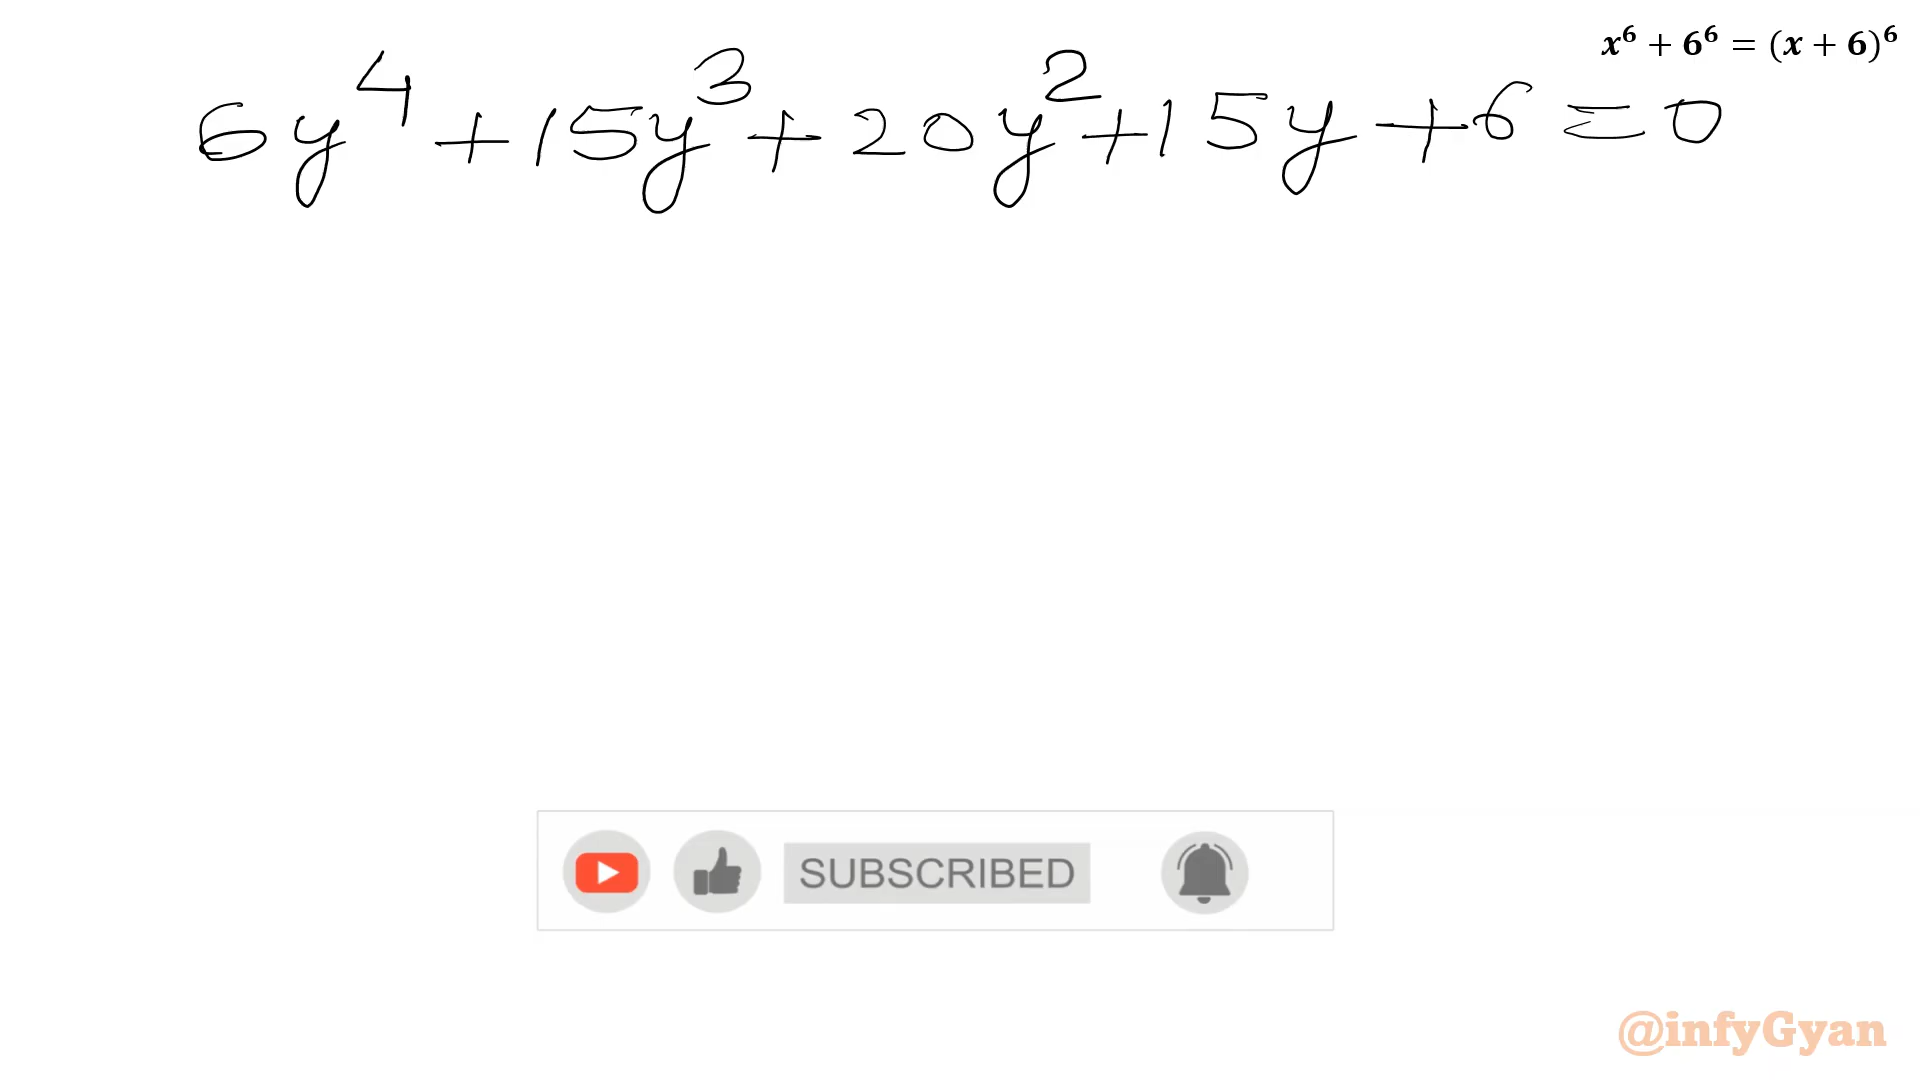 x⁶ + 6⁶ = (x + 6)⁶
6y⁴ + 15y³ + 20y² + 15y + 6 = 0
SUBSCRIBED
@infyGyan